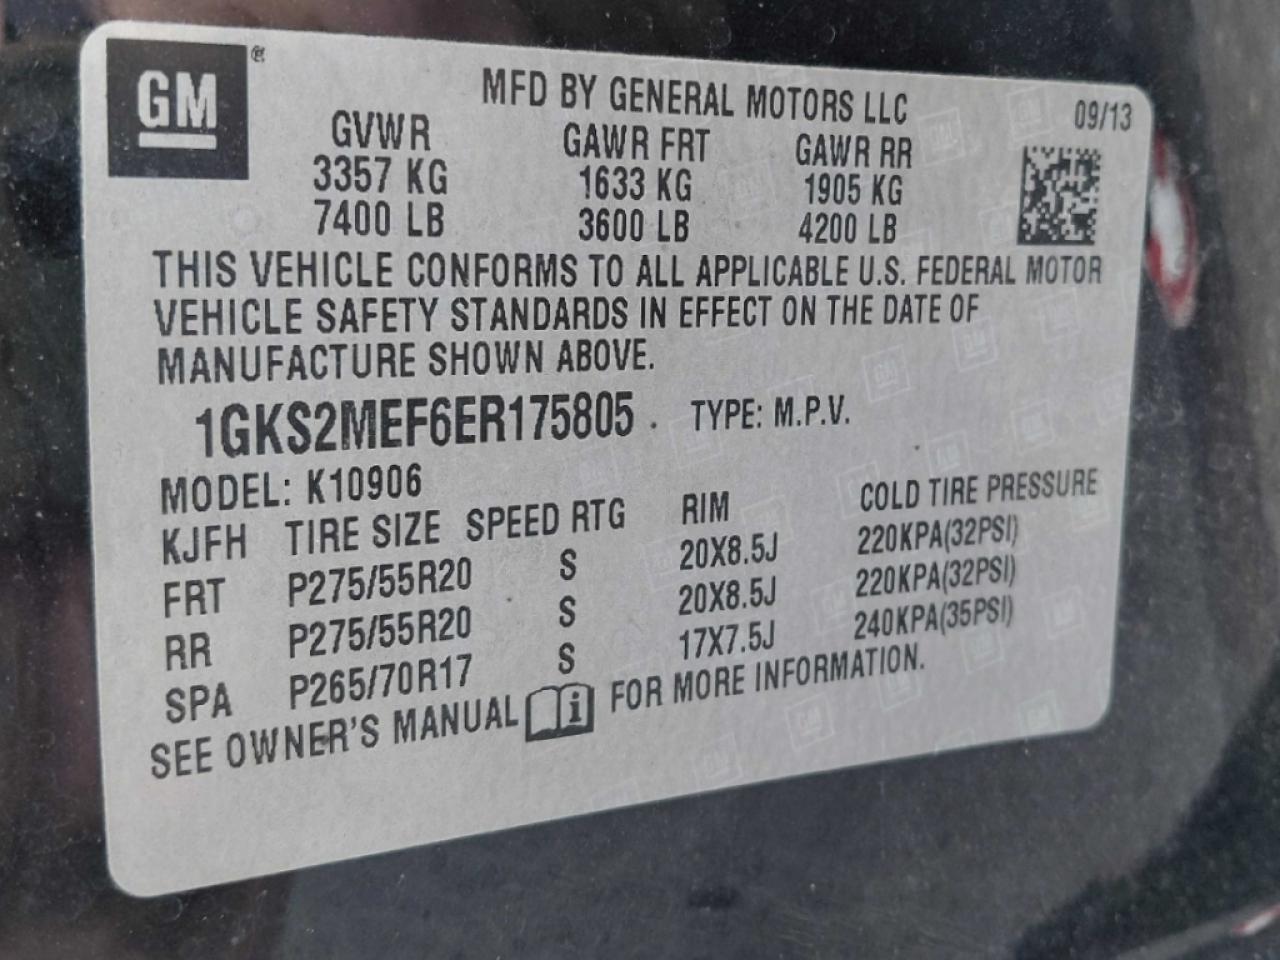 GM®
MFD BY GENERAL MOTORS LLC 09/13
GVWR GAWR FRT GAWR RR
3357 KG 1633 KG 1905 KG
7400 LB 3600 LB 4200 LB
THIS VEHICLE CONFORMS TO ALL APPLICABLE U.S. FEDERAL MOTOR
VEHICLE SAFETY STANDARDS IN EFFECT ON THE DATE OF
MANUFACTURE SHOWN ABOVE.
1GKS2MEF6ER175805 . TYPE: M.P.V.
MODEL: K10906
KJFH TIRE SIZE SPEED RTG RIM COLD TIRE PRESSURE
FRT P275/55R20 S 20X8.5J 220KPA(32PSI)
RR P275/55R20 S 20X8.5J 220KPA(32PSI)
SPA P265/70R17 S 17X7.5J 240KPA(35PSI)
SEE OWNER'S MANUAL i FOR MORE INFORMATION.